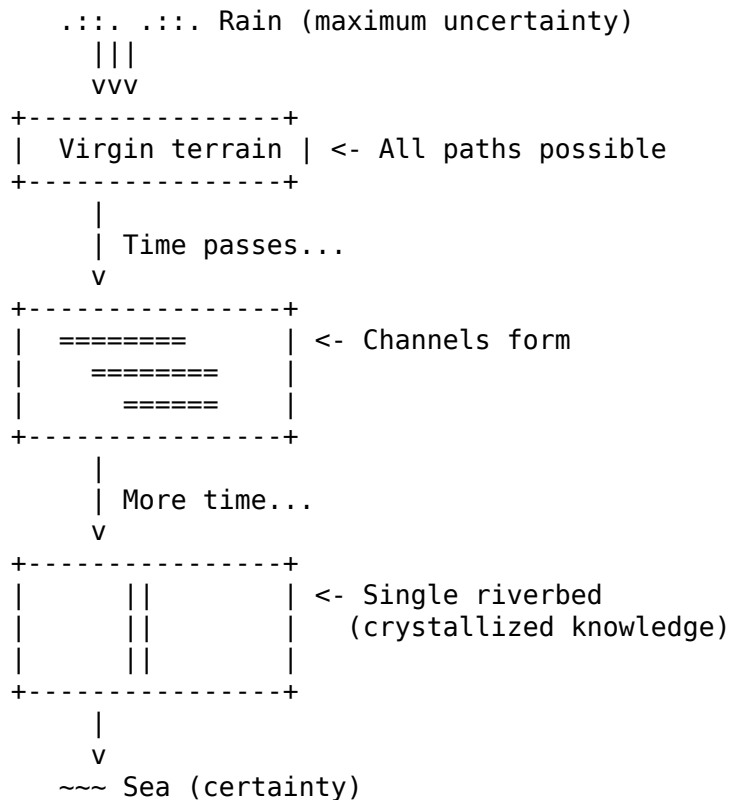 .::. .::. Rain (maximum uncertainty)
|||
vvv
+----------------+
|  Virgin terrain | <- All paths possible
+----------------+
|
| Time passes...
v
+----------------+
|  ========      | <- Channels form
|    ========    |
|      ======    |
+----------------+
|
| More time...
v
+----------------+
|      ||        | <- Single riverbed
|      ||        |   (crystallized knowledge)
|      ||        |
+----------------+
|
v
~~~ Sea (certainty)